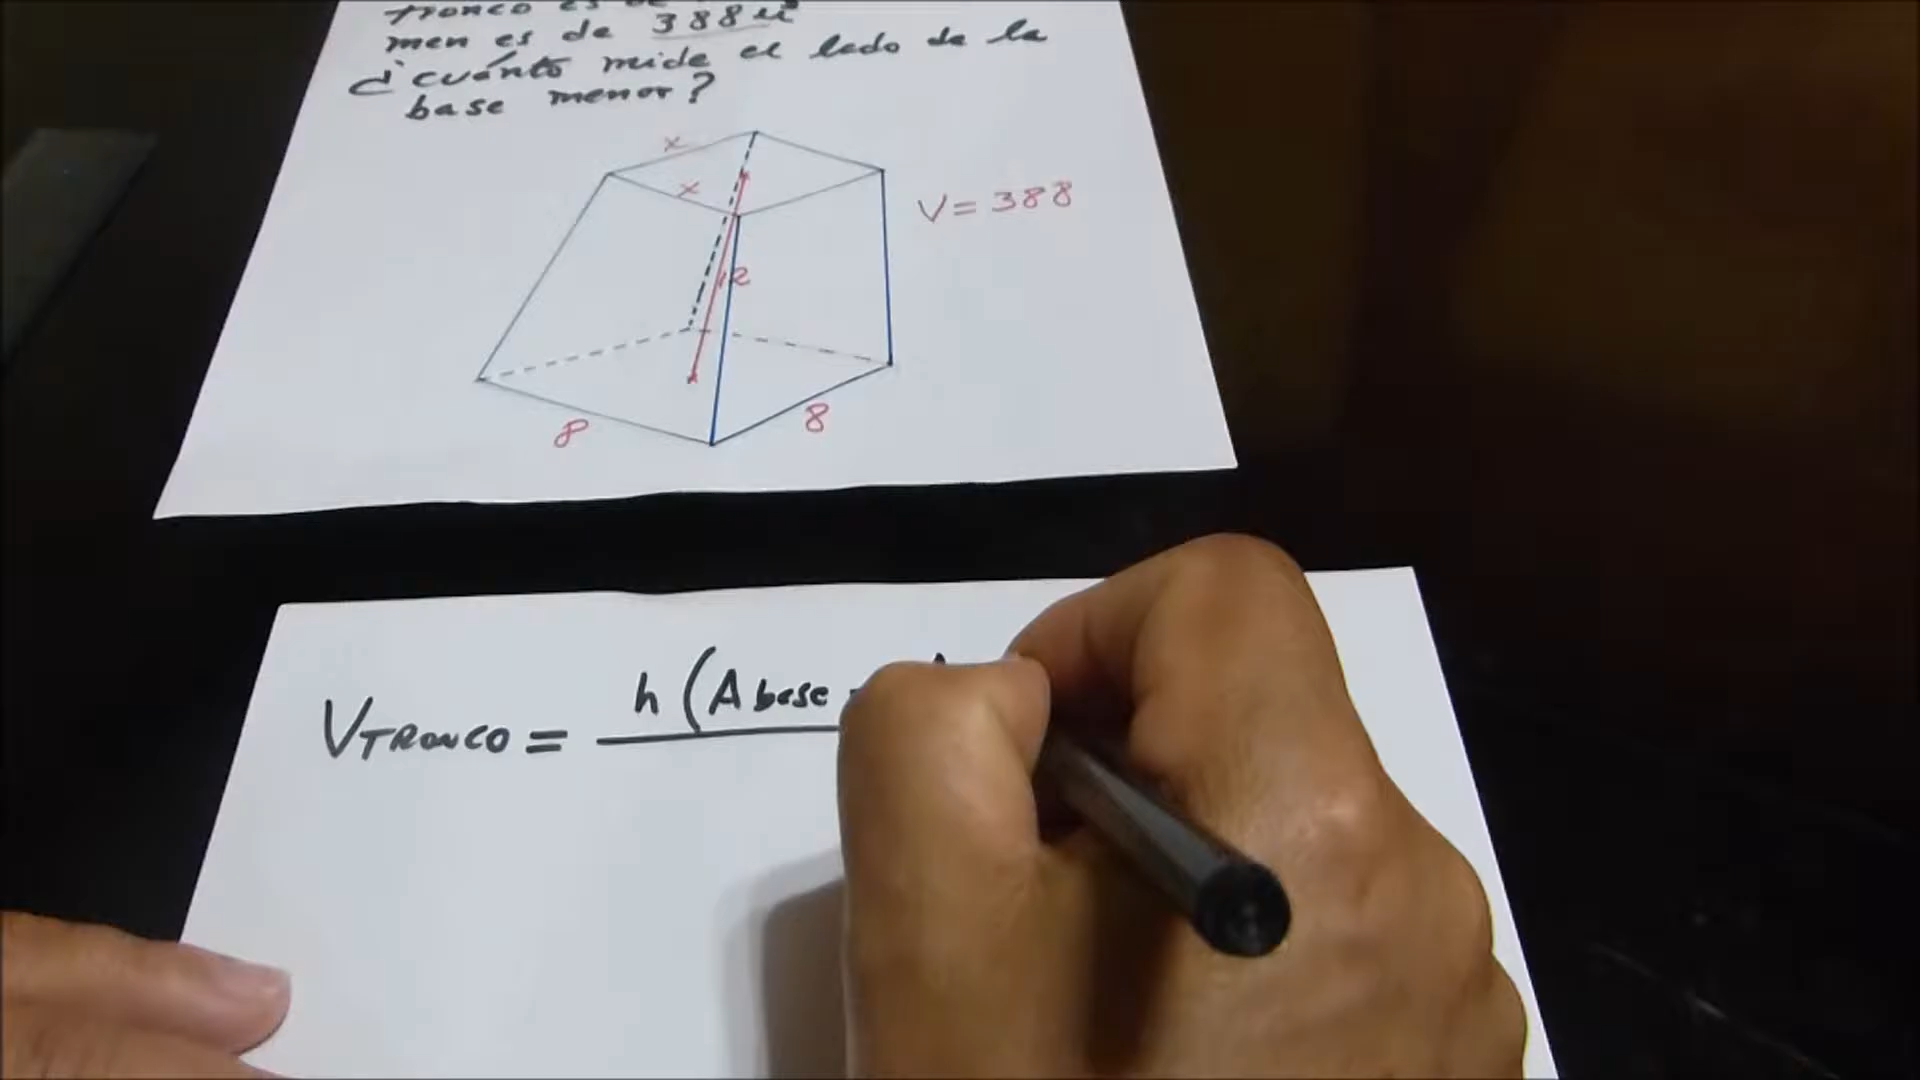 tronco es de
men es de 388u³
¿cuánto mide el lado de la
base menor?
x
x
V= 388
12
8
8
h (A base
VTRONCO =